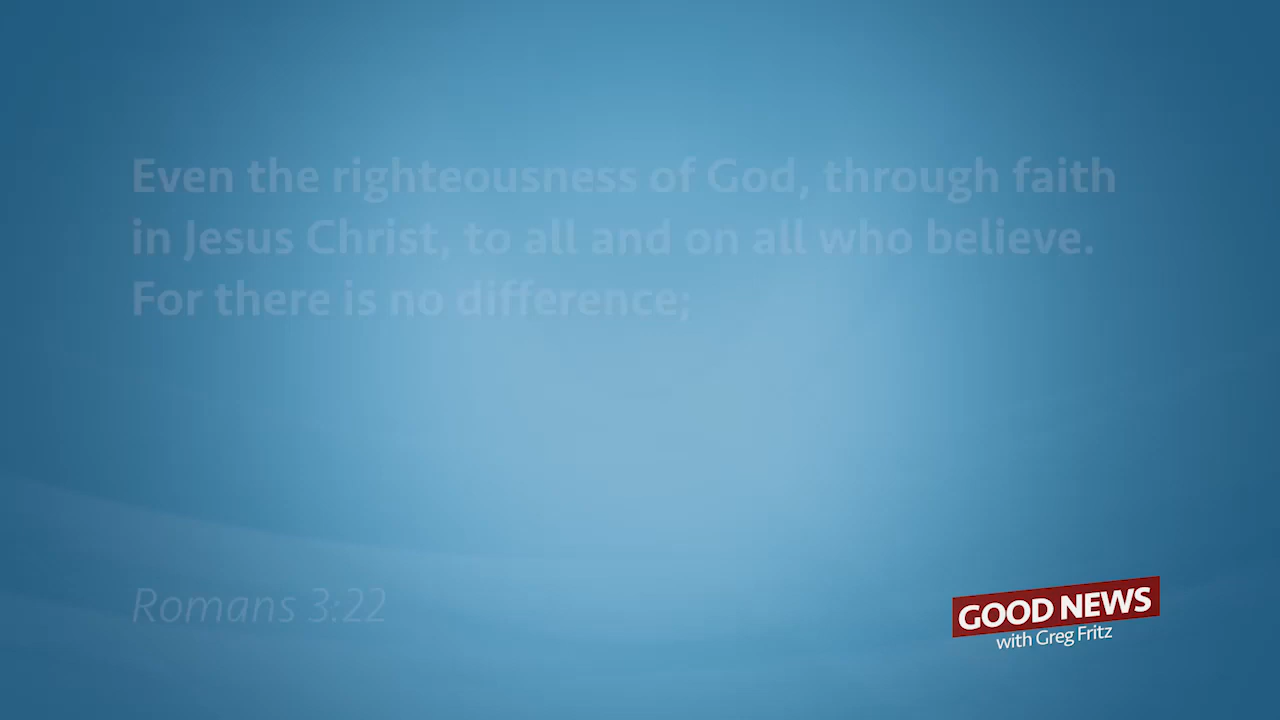 Even the righteousness of God, through faith
in Jesus Christ, to all and on all who believe.
For there is no difference;
Romans 3:22
GOOD NEWS
with Greg Fritz